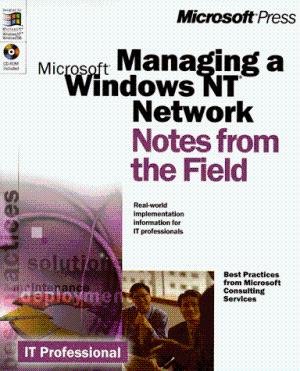 Microsoft Press
CD-ROM
Included
Microsoft Managing a
Windows NT
Network
Notes from
the Field
Real-world
implementation
information for
IT professionals
solution
deployment
Best Practices
from Microsoft
Consulting
Services
IT Professional